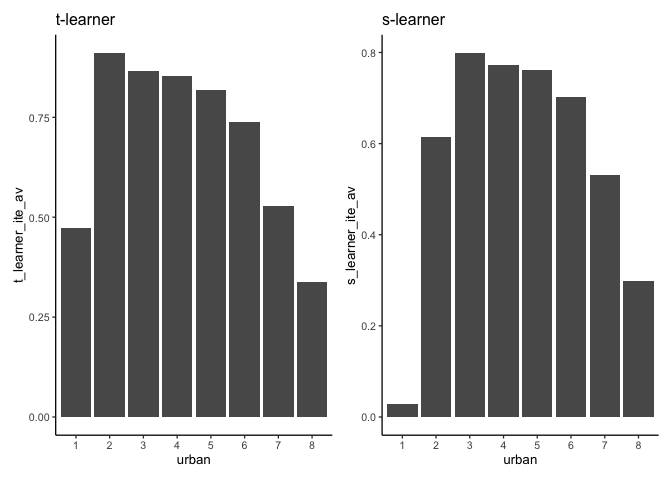 t-learner
t_learner_ite_av
0.75
0.50
0.25
0.00
1 2 3 4 5 6 7 8
urban
s-learner
s_learner_ite_av
0.8
0.6
0.4
0.2
0.0
1 2 3 4 5 6 7 8
urban